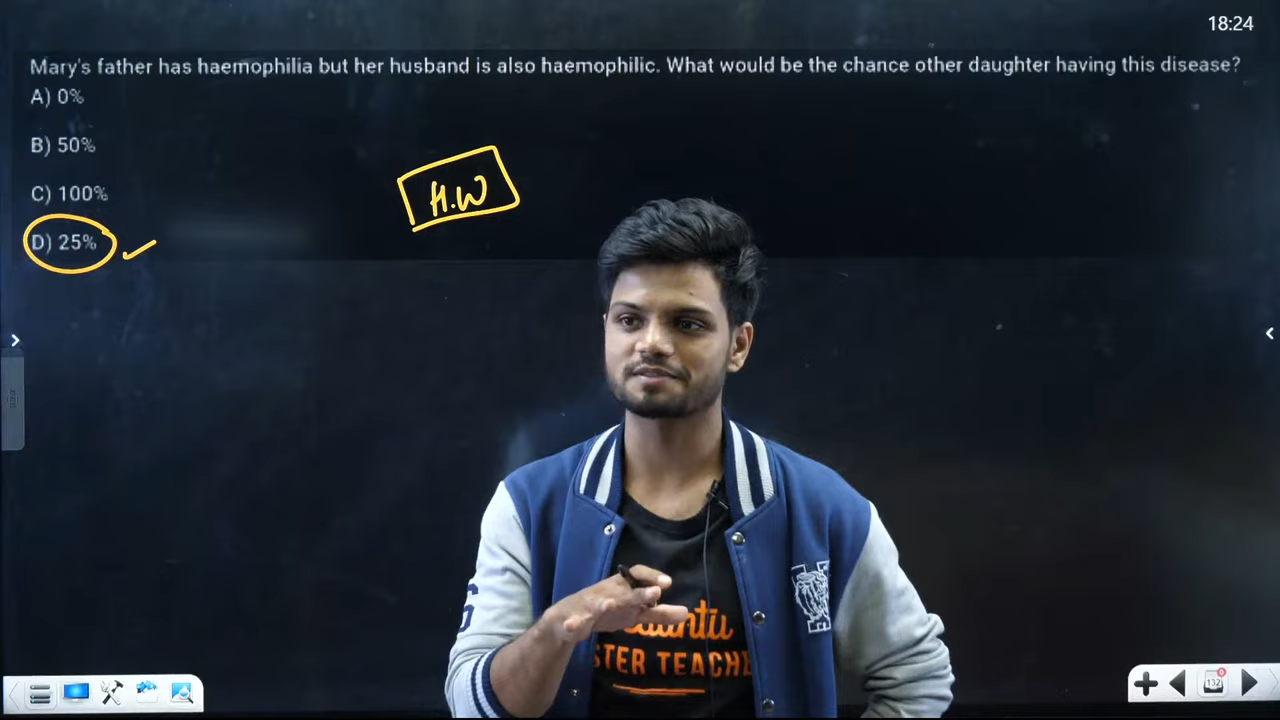 18:24
Mary's father has haemophilia but her husband is also haemophilic. What would be the chance other daughter having this disease?
A) 0%
B) 50%
C) 100%
D) 25%
H.W
132
STER TEACHE